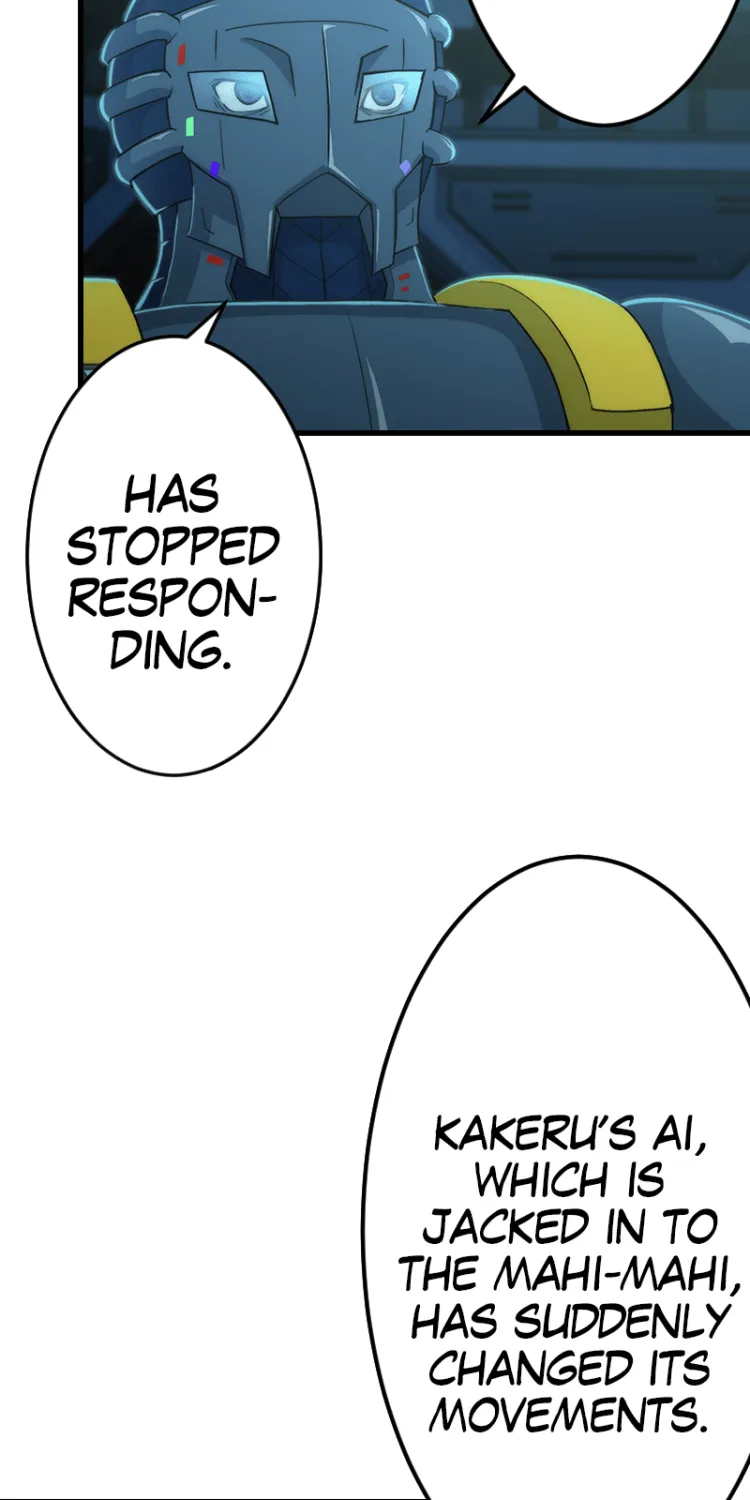 HAS
STOPPED
RESPON-
DING.
KAKERU'S AI,
WHICH IS
JACKED IN TO
THE MAHI-MAHI,
HAS SUDDENLY
CHANGED ITS
MOVEMENTS.